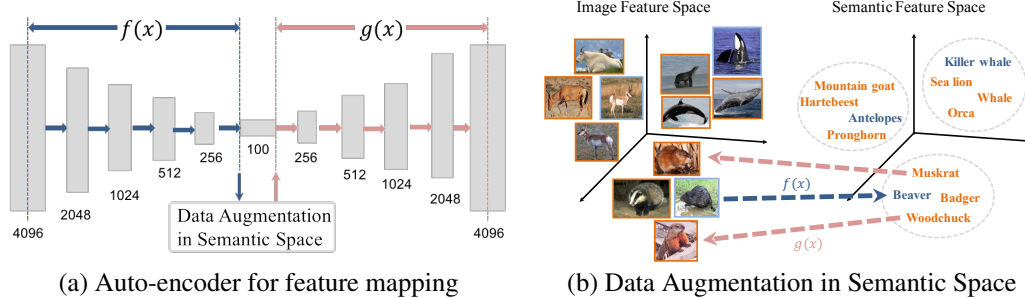 f(x)
g(x)
4096
2048
1024
512
256
100
256
512
1024
2048
4096
Data Augmentation
in Semantic Space
(a) Auto-encoder for feature mapping
Image Feature Space
Semantic Feature Space
Killer whale
Sea lion
Whale
Orca
Mountain goat
Hartebeest
Antelopes
Pronghorn
Muskrat
Beaver
Badger
Woodchuck
f(x)
g(x)
(b) Data Augmentation in Semantic Space